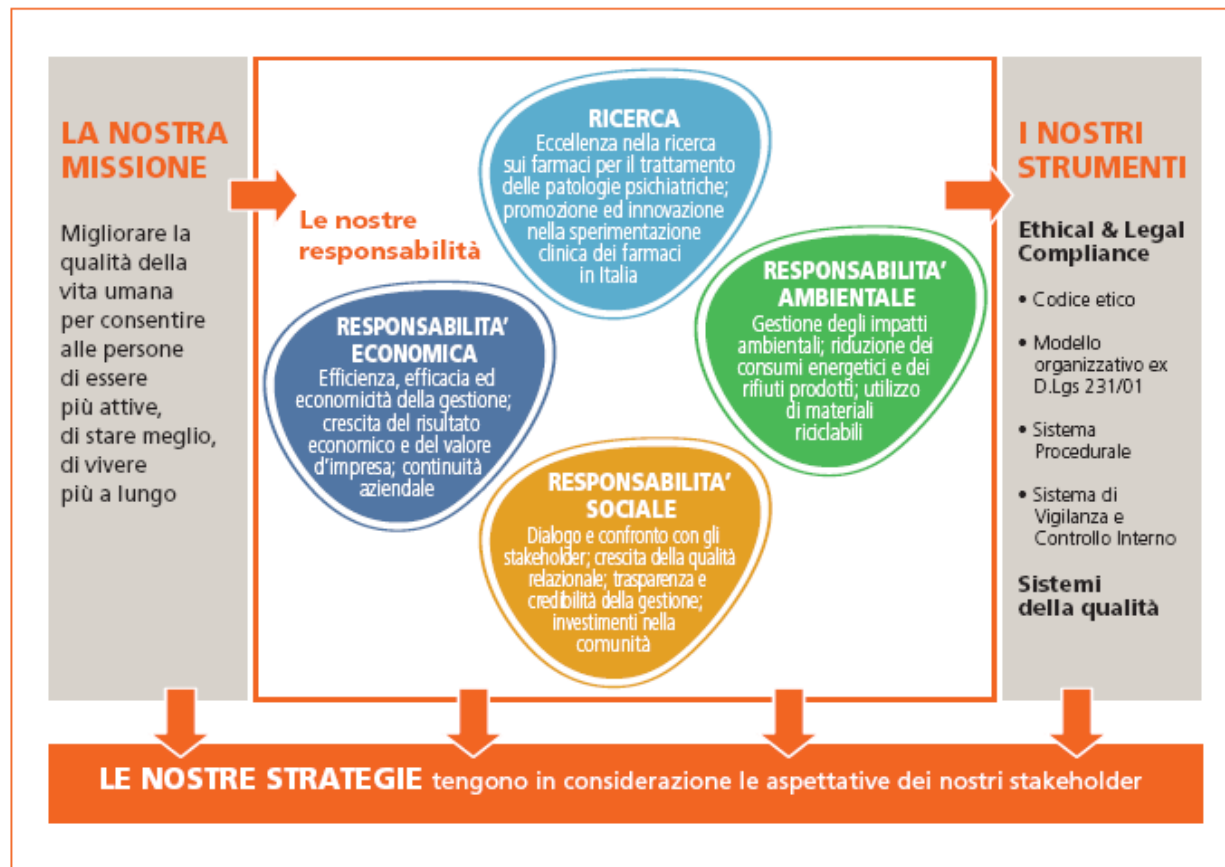 LA NOSTRA
MISSIONE
Migliorare la
qualità della
vita umana
per consentire
alle persone
di essere
più attive,
di stare meglio,
di vivere
più a lungo
Le nostre
responsabilità
RICERCA
Eccellenza nella ricerca
sui farmaci per il trattamento
delle patologie psichiatriche;
promozione ed innovazione
nella sperimentazione
clinica dei farmaci
in Italia
RESPONSABILITA’
ECONOMICA
Efficienza, efficacia ed
economicità della gestione;
crescita del risultato
economico e del valore
d’impresa; continuità
aziendale
RESPONSABILITA’
AMBIENTALE
Gestione degli impatti
ambientali; riduzione dei
consumi energetici e dei
rifiuti prodotti; utilizzo
di materiali
riciclabili
RESPONSABILITA’
SOCIALE
Dialogo e confronto con gli
stakeholder; crescita della qualità
relazionale; trasparenza e
credibilità della gestione;
investimenti nella
comunità
I NOSTRI
STRUMENTI
Ethical & Legal
Compliance
• Codice etico
• Modello
organizzativo ex
D.Lgs 231/01
• Sistema
Procedurale
• Sistema di
Vigilanza e
Controllo Interno
Sistemi
della qualità
LE NOSTRE STRATEGIE tengono in considerazione le aspettative dei nostri stakeholder